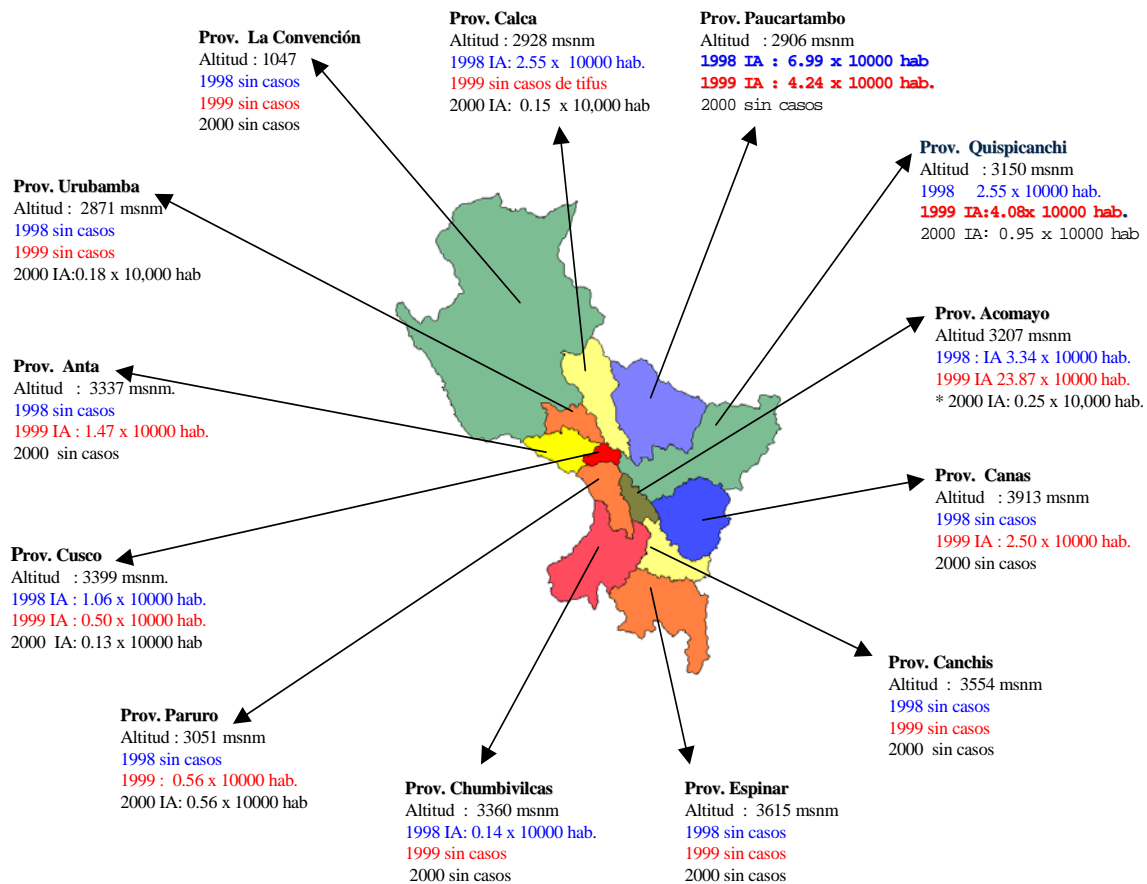 Prov. La Convención
Altitud : 1047
1998 sin casos
1999 sin casos
2000 sin casos
Prov. Calca
Altitud : 2928 msnm
1998 IA: 2.55 x 10000 hab.
1999 sin casos de tifus
2000 IA: 0.15 x 10,000 hab
Prov. Paucartambo
Altitud : 2906 msnm
1998 IA : 6.99 x 10000 hab
1999 IA : 4.24 x 10000 hab.
2000 sin casos
Prov. Quispicanchi
Altitud : 3150 msnm
1998 2.55 x 10000 hab.
1999 IA:4.08x 10000 hab.
2000 IA: 0.95 x 10000 hab
Prov. Urubamba
Altitud : 2871 msnm
1998 sin casos
1999 sin casos
2000 IA:0.18 x 10,000 hab
Prov. Acomayo
Altitud 3207 msnm
1998 : IA 3.34 x 10000 hab.
1999 IA 23.87 x 10000 hab.
* 2000 IA: 0.25 x 10,000 hab.
Prov. Anta
Altitud : 3337 msnm.
1998 sin casos
1999 IA : 1.47 x 10000 hab.
2000 sin casos
Prov. Canas
Altitud : 3913 msnm
1998 sin casos
1999 IA : 2.50 x 10000 hab.
2000 sin casos
Prov. Cusco
Altitud : 3399 msnm.
1998 IA : 1.06 x 10000 hab.
1999 IA : 0.50 x 10000 hab.
2000 IA: 0.13 x 10000 hab
Prov. Canchis
Altitud : 3554 msnm
1998 sin casos
1999 sin casos
2000 sin casos
Prov. Paruro
Altitud : 3051 msnm
1998 sin casos
1999 : 0.56 x 10000 hab.
2000 IA: 0.56 x 10000 hab
Prov. Chumbivilcas
Altitud : 3360 msnm
1998 IA: 0.14 x 10000 hab.
1999 sin casos
2000 sin casos
Prov. Espinar
Altitud : 3615 msnm
1998 sin casos
1999 sin casos
2000 sin casos